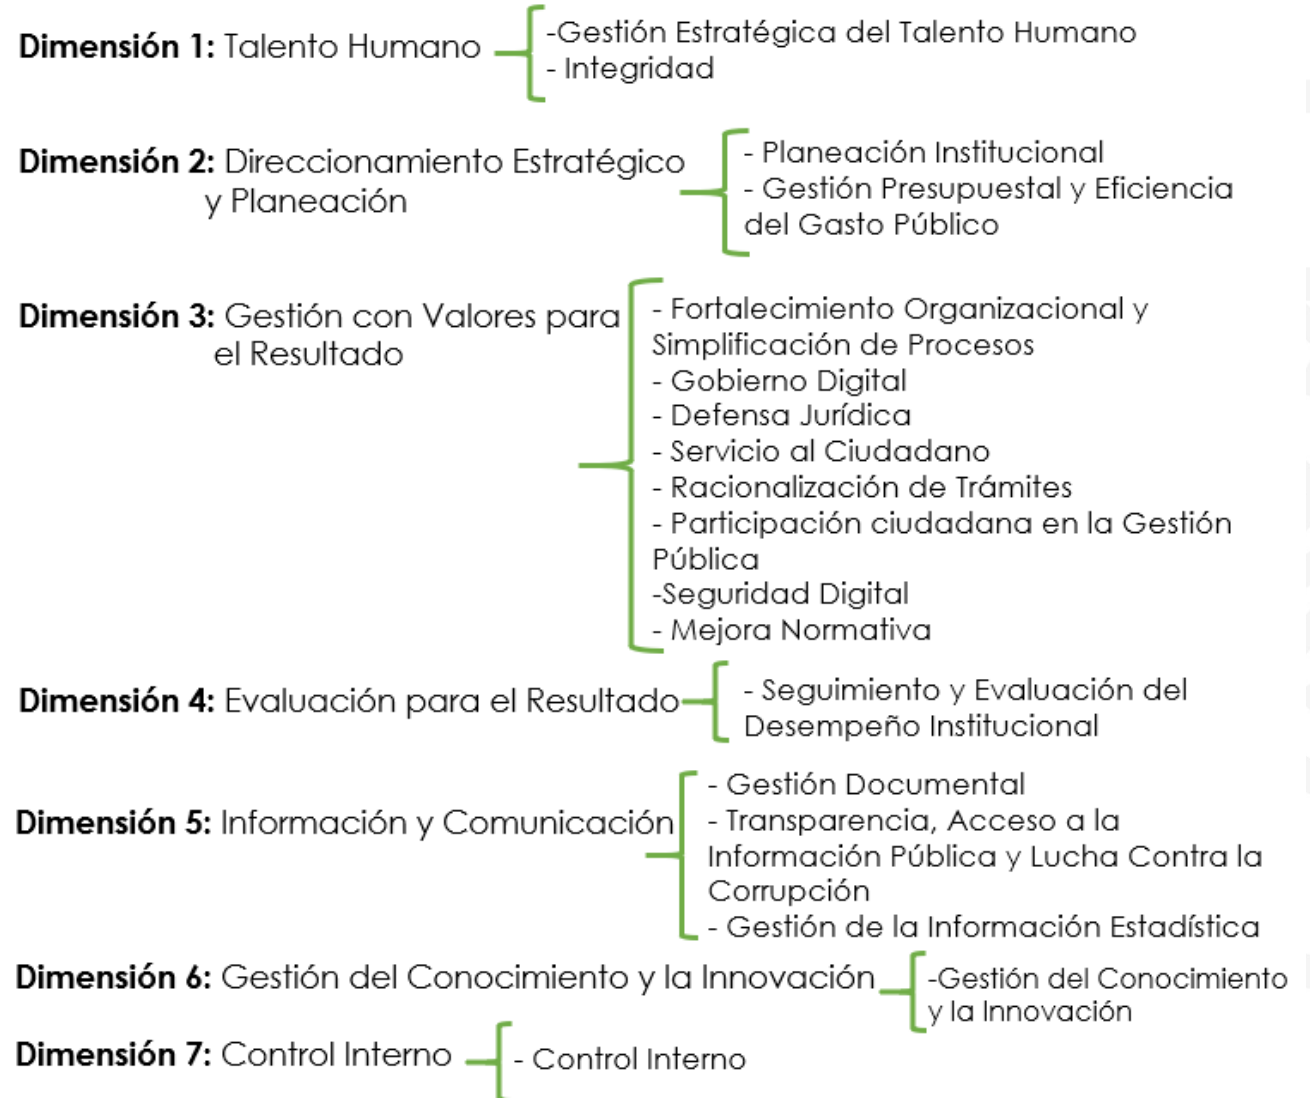 Dimensión 1: Talento Humano
-Gestión Estratégica del Talento Humano
- Integridad
Dimensión 2: Direccionamiento Estratégico
y Planeación
- Planeación Institucional
- Gestión Presupuestal y Eficiencia
del Gasto Público
Dimensión 3: Gestión con Valores para
el Resultado
- Fortalecimiento Organizacional y
Simplificación de Procesos
- Gobierno Digital
- Defensa Jurídica
- Servicio al Ciudadano
- Racionalización de Trámites
- Participación ciudadana en la Gestión
Pública
-Seguridad Digital
- Mejora Normativa
Dimensión 4: Evaluación para el Resultado
- Seguimiento y Evaluación del
Desempeño Institucional
Dimensión 5: Información y Comunicación
- Gestión Documental
- Transparencia, Acceso a la
Información Pública y Lucha Contra la
Corrupción
- Gestión de la Información Estadística
Dimensión 6: Gestión del Conocimiento y la Innovación
-Gestión del Conocimiento
y la Innovación
Dimensión 7: Control Interno
- Control Interno